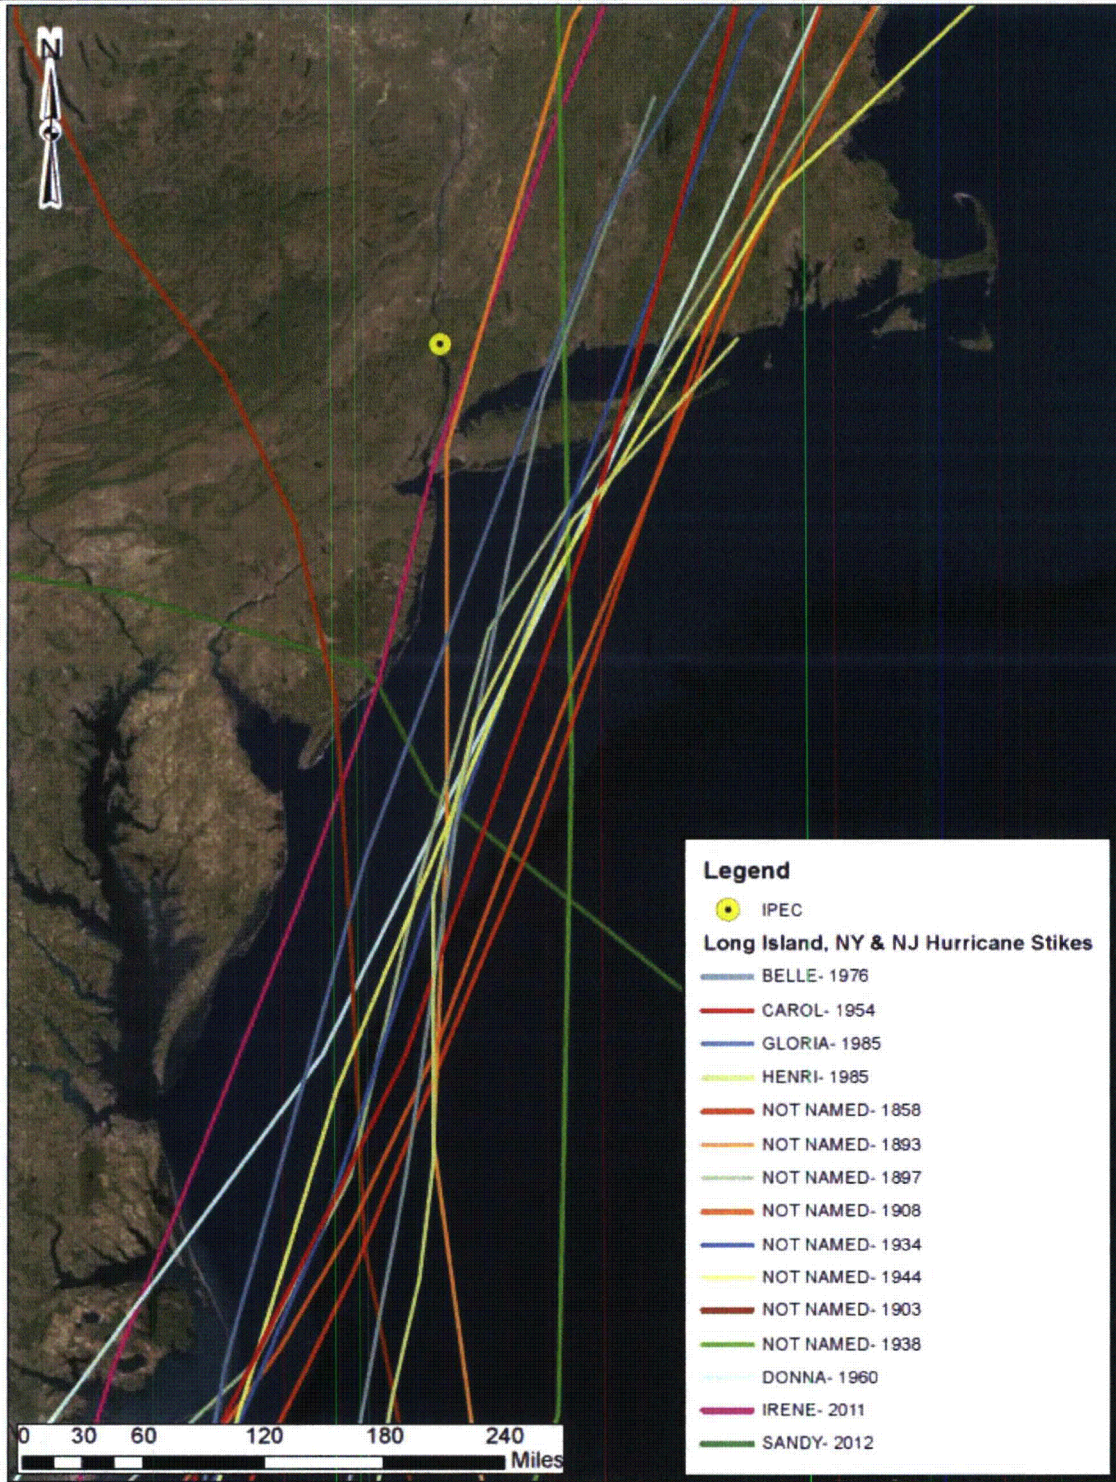 N
Legend
IPEC
Long Island, NY & NJ Hurricane Stikes
BELLE- 1976
CAROL- 1954
GLORIA- 1985
HENRI- 1985
NOT NAMED- 1858
NOT NAMED- 1893
NOT NAMED- 1897
NOT NAMED- 1908
NOT NAMED- 1934
NOT NAMED- 1944
NOT NAMED- 1903
NOT NAMED- 1938
DONNA- 1960
IRENE- 2011
SANDY- 2012
0 30 60 120 180 240
Miles